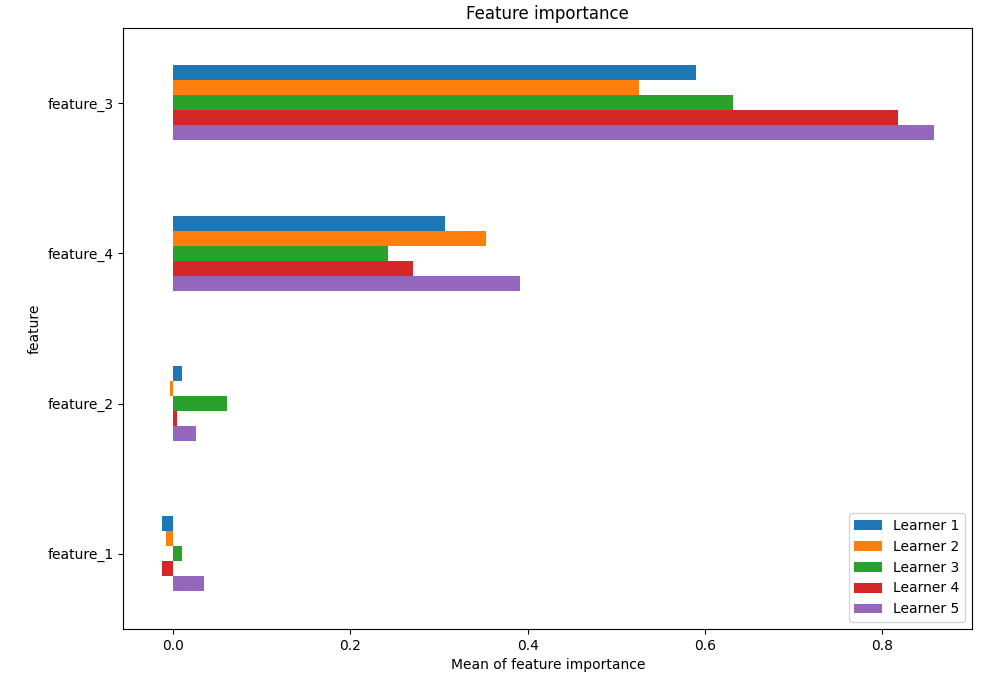 Feature importance
feature_3
feature_4
feature_2
feature_1
feature
0.0 0.2 0.4 0.6 0.8
Mean of feature importance
Learner 1
Learner 2
Learner 3
Learner 4
Learner 5